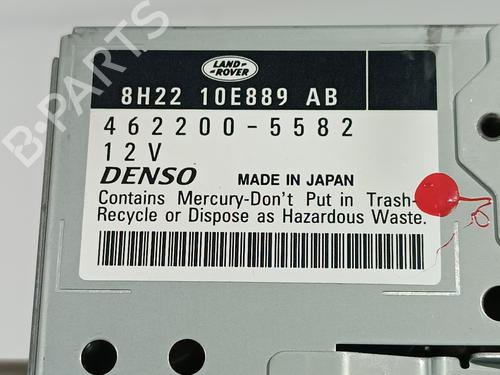 LAND-
ROVER
8H22 10E889 AB
462200-5582
12V
DENSO MADE IN JAPAN
Contains Mercury-Don't Put in Trash-
Recycle or Dispose as Hazardous Waste.
B-PARTS